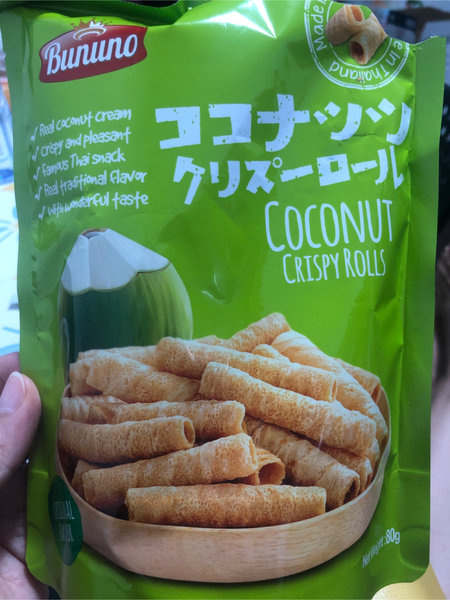 Bununo
Made in Thailand
Real coconut cream
Crispy and pleasant
Famous Thai snack
Real traditional flavor
With wonderful taste
ココナッツ
クリスピーロール
COCONUT
CRISPY ROLLS
Net Weight: 80g